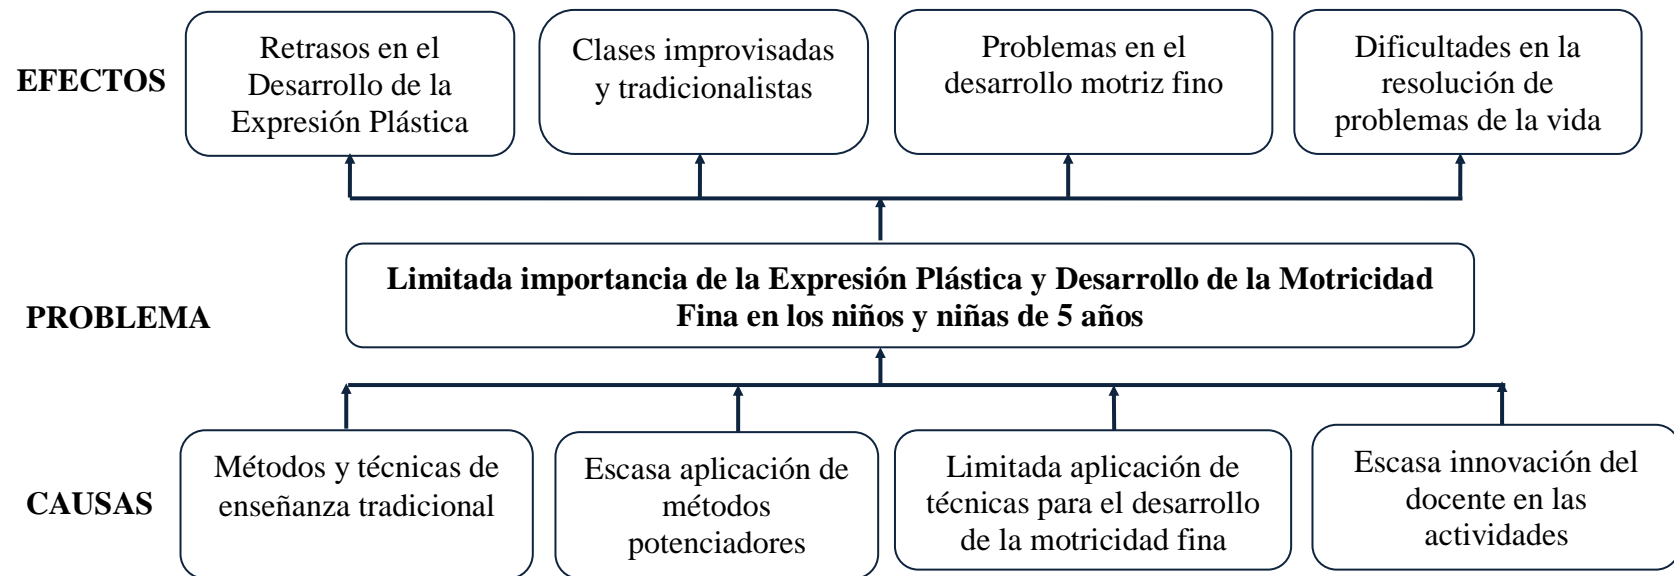 EFECTOS
Retrasos en el
Desarrollo de la
Expresión Plástica
Clases improvisadas
y tradicionalistas
Problemas en el
desarrollo motriz fino
Dificultades en la
resolución de
problemas de la vida
PROBLEMA
Limitada importancia de la Expresión Plástica y Desarrollo de la Motricidad
Fina en los niños y niñas de 5 años
CAUSAS
Métodos y técnicas de
enseñanza tradicional
Escasa aplicación de
métodos
potenciadores
Limitada aplicación de
técnicas para el desarrollo
de la motricidad fina
Escasa innovación del
docente en las
actividades